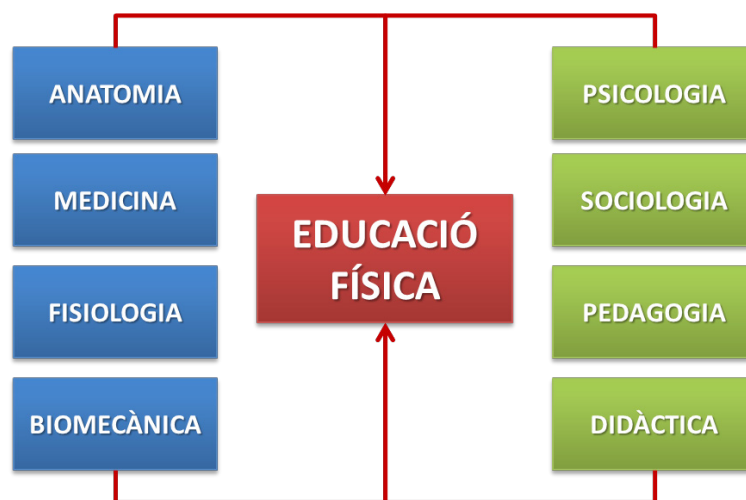 ANATOMIA
MEDICINA
FISIOLOGIA
BIOMECÀNICA
EDUCACIÓ
FÍSICA
PSICOLOGIA
SOCIOLOGIA
PEDAGOGIA
DIDÀCTICA